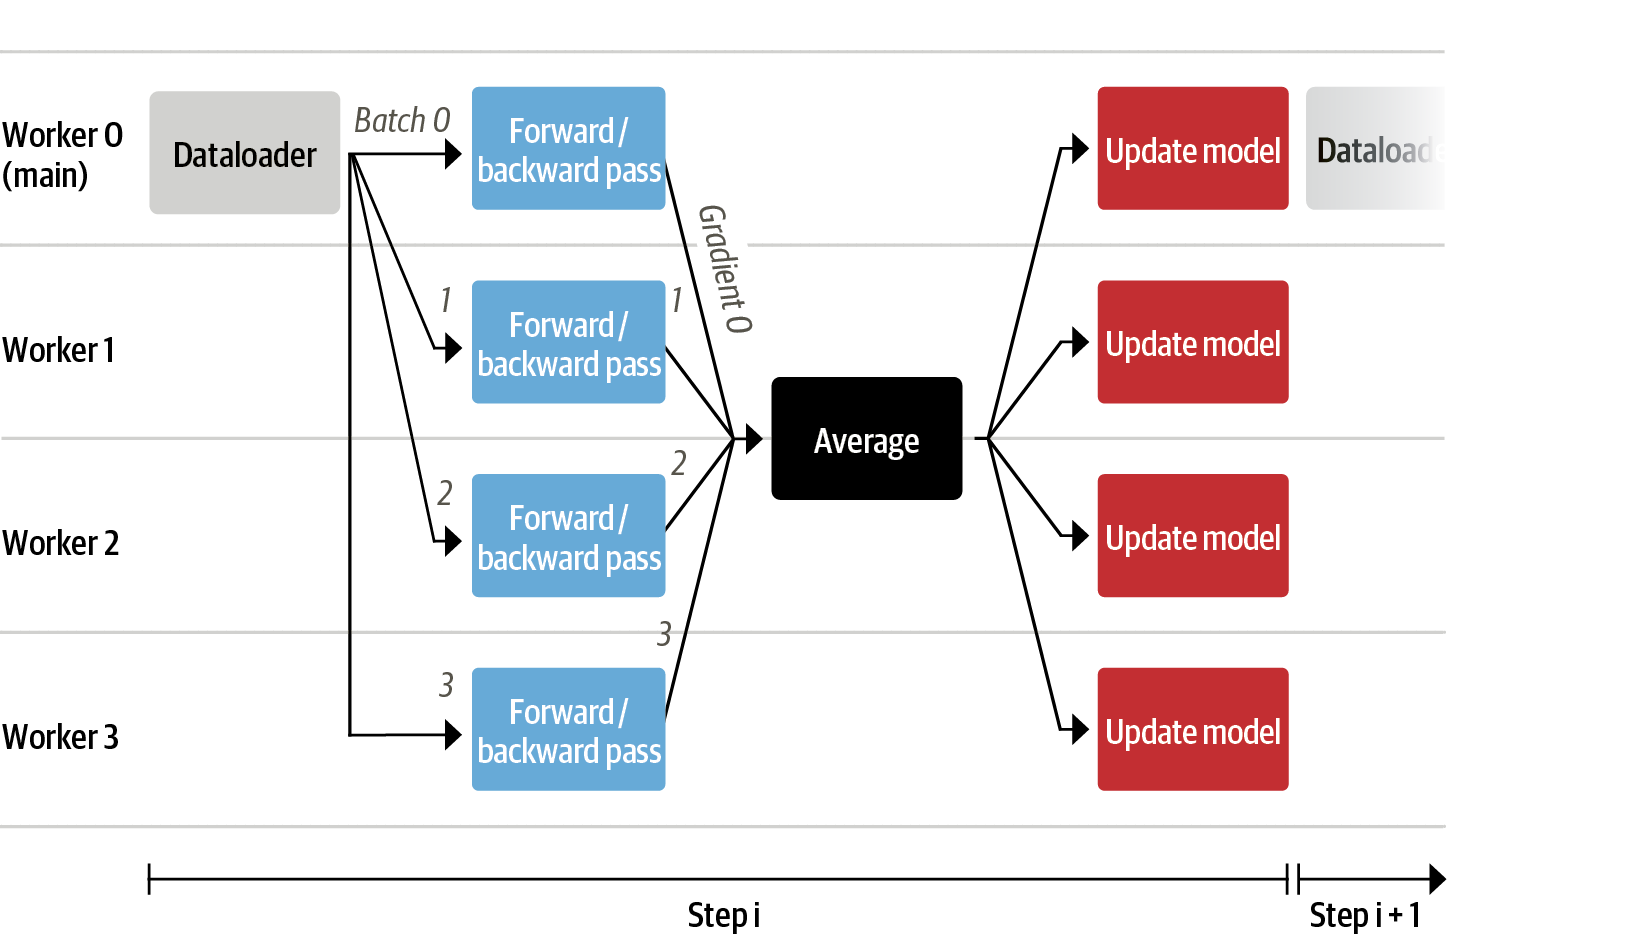 Worker 0
(main)
Dataloader
Batch 0
Forward /
backward pass
Gradient 0
Update model
Dataloade
Worker 1
1
Forward /
backward pass
1
Update model
Average
Worker 2
2
Forward /
backward pass
2
Update model
Worker 3
3
Forward /
backward pass
3
Update model
Step i
Step i + 1